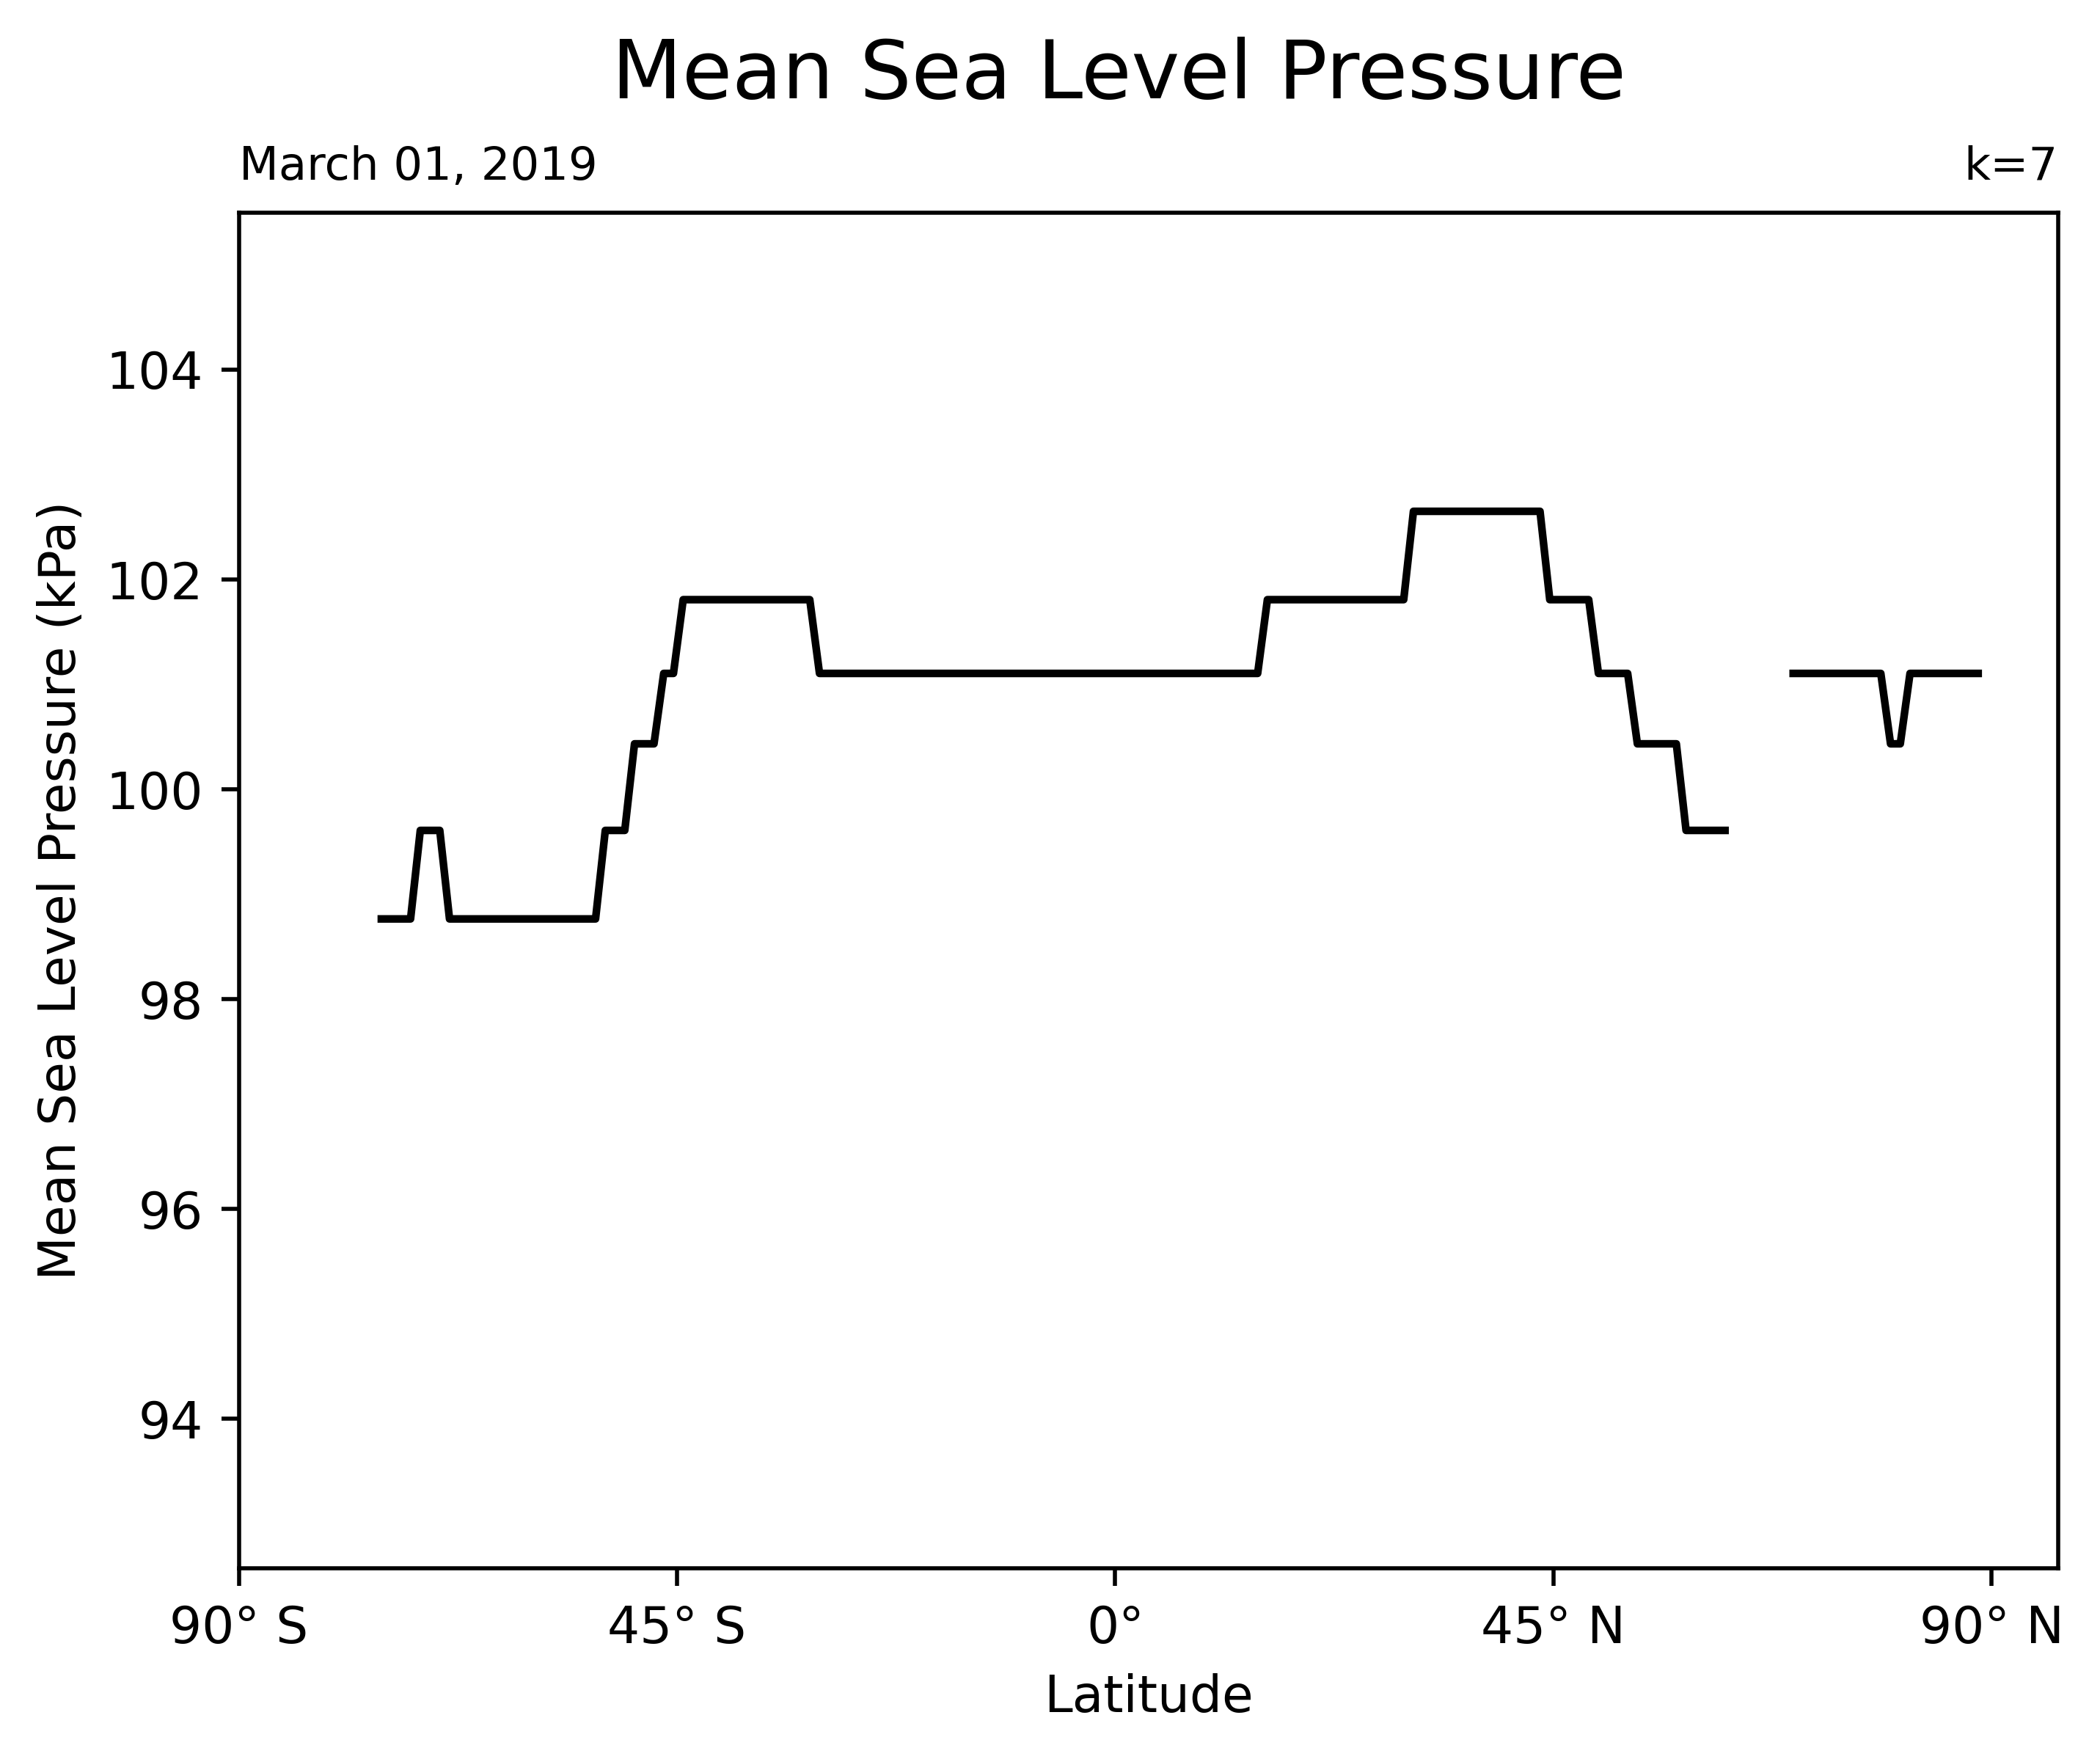 Mean Sea Level Pressure
March 01, 2019
k=7
Mean Sea Level Pressure (kPa)
104
102
100
98
96
94
90° S
45° S
0°
45° N
90° N
Latitude